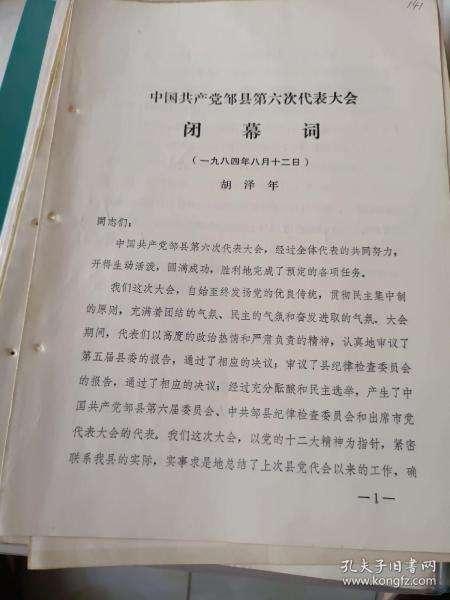 141
中国共产党邹县第六次代表大会
闭幕词
(一九八四年八月十二日)
胡泽年
同志们:
中国共产党邹县第六次代表大会,经过全体代表的共同努力,
开得生动活泼,圆满成功,胜利地完成了预定的各项任务。
我们这次大会,自始至终发扬党的优良传统,贯彻民主集中制
的原则,充满着团结的气氛、民主的气氛和奋发进取的气氛。大会
期间,代表们以高度的政治热情和严肃负责的精神,认真地审议了
第五届县委的报告,通过了相应的决议;审议了县纪律检查委员会
的报告,通过了相应的决议;经过充分酝酿和民主选举,产生了中
国共产党邹县第六届委员会、中共邹县纪律检查委员会和出席市党
代表大会的代表。我们这次大会,以党的十二大精神为指针,紧密
联系我县的实际,实事求是地总结了上次县党代会以来的工作,确
—1—
孔夫子旧书网
www.kongfz.com